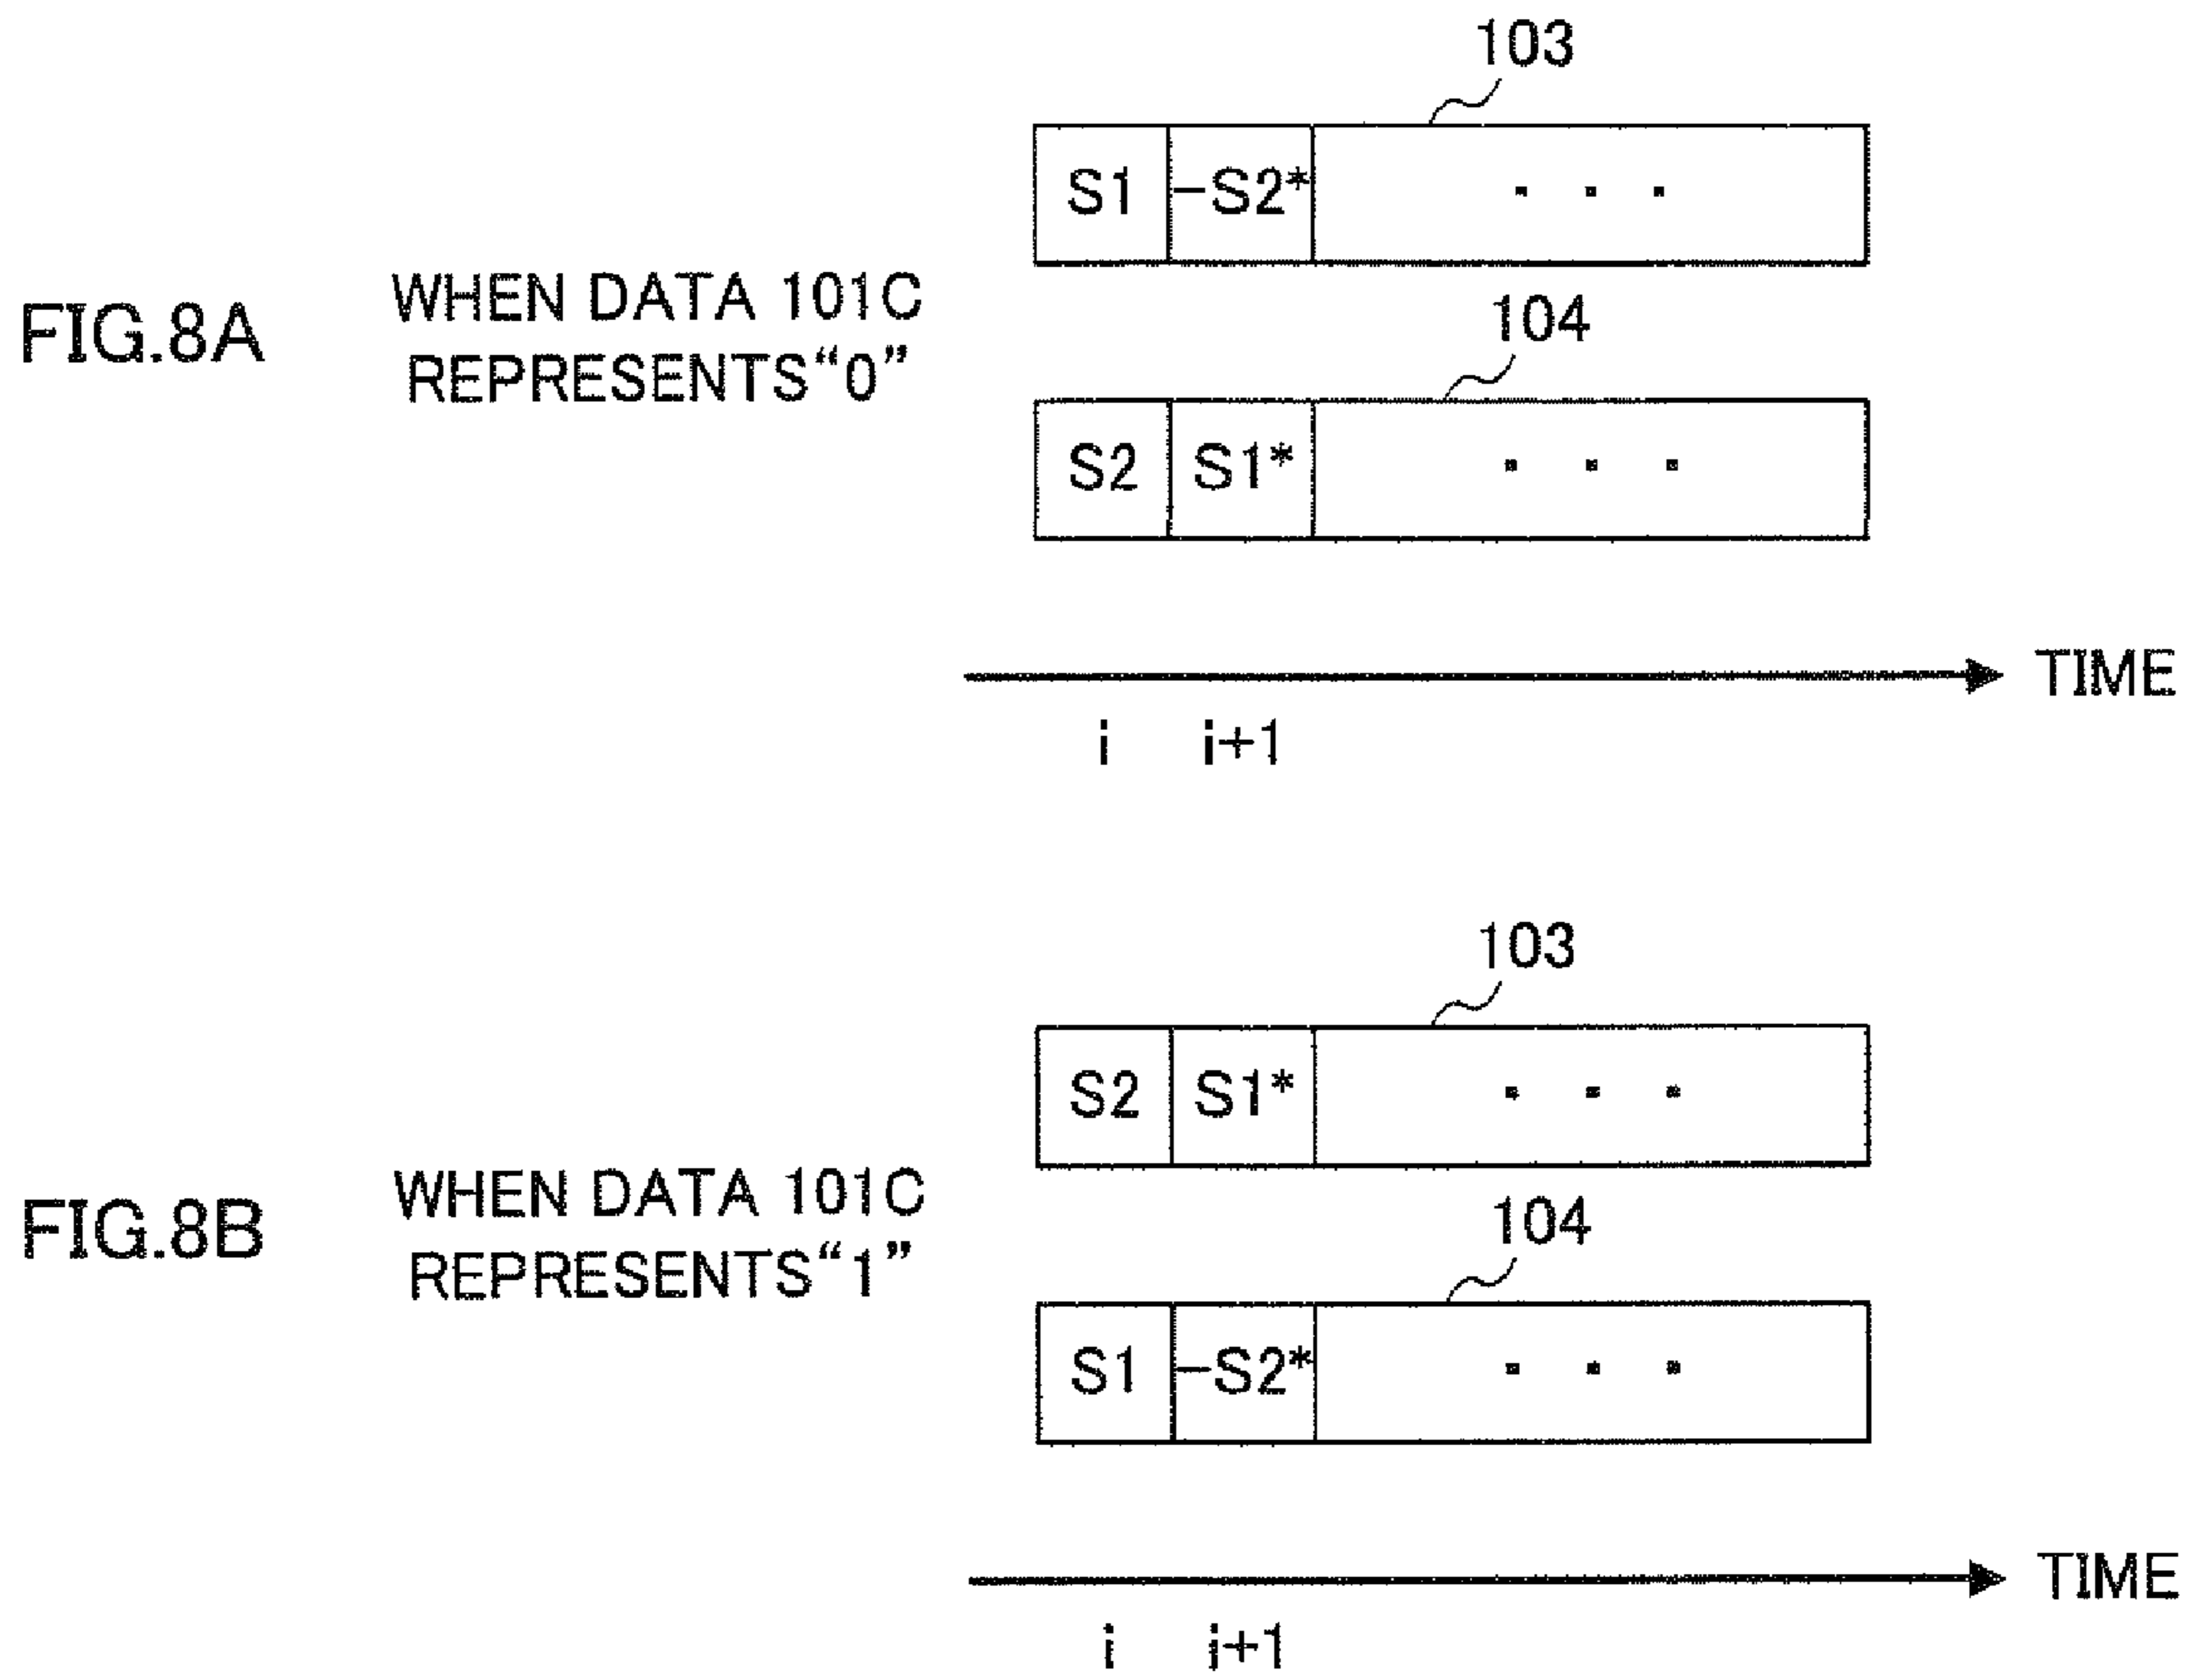 FIG.8A
WHEN DATA 101C
REPRESENTS“0”
103
S1 -S2* ...
104
S2 S1* ...
TIME
i i+1
FIG.8B
WHEN DATA 101C
REPRESENTS“1”
103
S2 S1* ...
104
S1 -S2* ...
TIME
i i+1